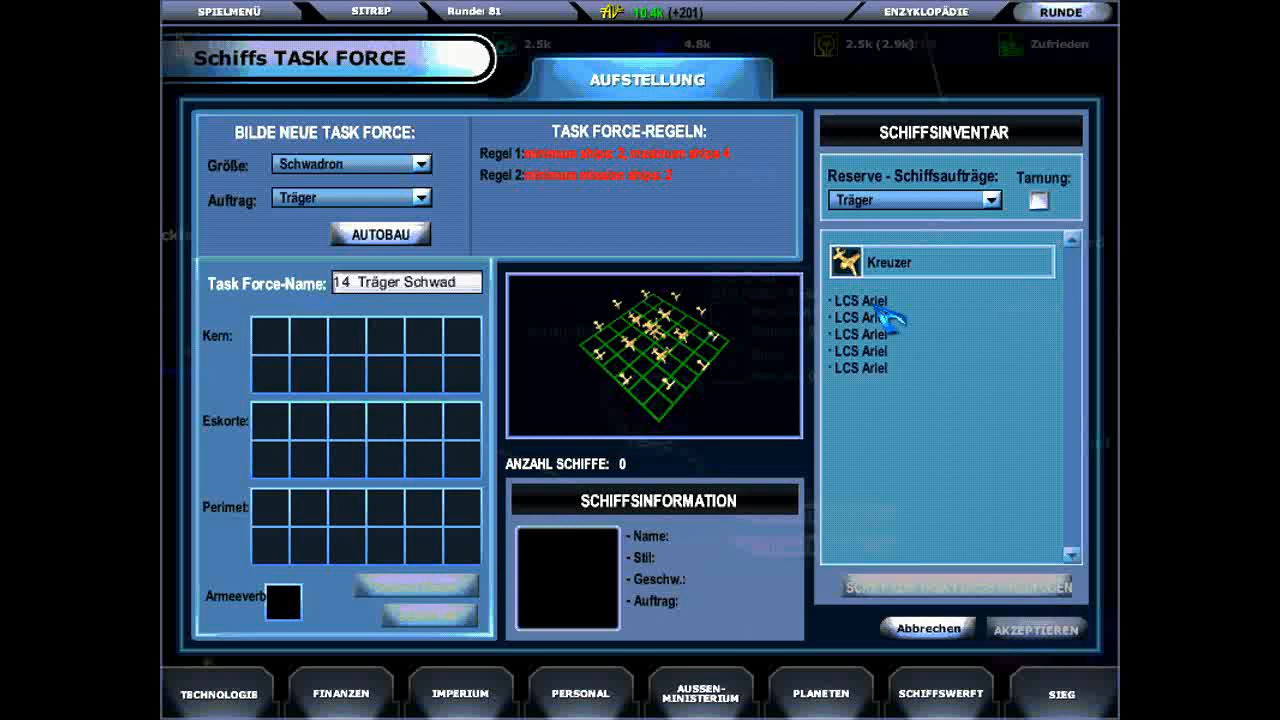 SPIELMENÜ
SITREP
Runde: 81
10.4k (+201)
ENZYKLOPÄDIE
RUNDE
2.5k
4.8k
2.5k (2.9k)
Zufrieden
Schiffs TASK FORCE
AUFSTELLUNG
BILDE NEUE TASK FORCE:
Größe:
Schwadron
Auftrag:
Träger
AUTOBAU
TASK FORCE-REGELN:
Regel 1:minimum ships: 2, maximum ships 4
Regel 2:minimum mission ships: 2
SCHIFFSINVENTAR
Reserve - Schiffsaufträge:
Tarnung:
Träger
Kreuzer
· LCS Ariel
· LCS Ariel
· LCS Ariel
· LCS Ariel
· LCS Ariel
Task Force-Name:
14 Träger Schwad
Kern:
Eskorte:
Perimet:
Armeeverb
ANZAHL SCHIFFE: 0
SCHIFFSINFORMATION
- Name:
- Stil:
- Geschw.:
- Auftrag:
Abbrechen
AKZEPTIEREN
TECHNOLOGIE
FINANZEN
IMPERIUM
PERSONAL
AUSSEN-
MINISTERIUM
PLANETEN
SCHIFFSWERFT
SIEG